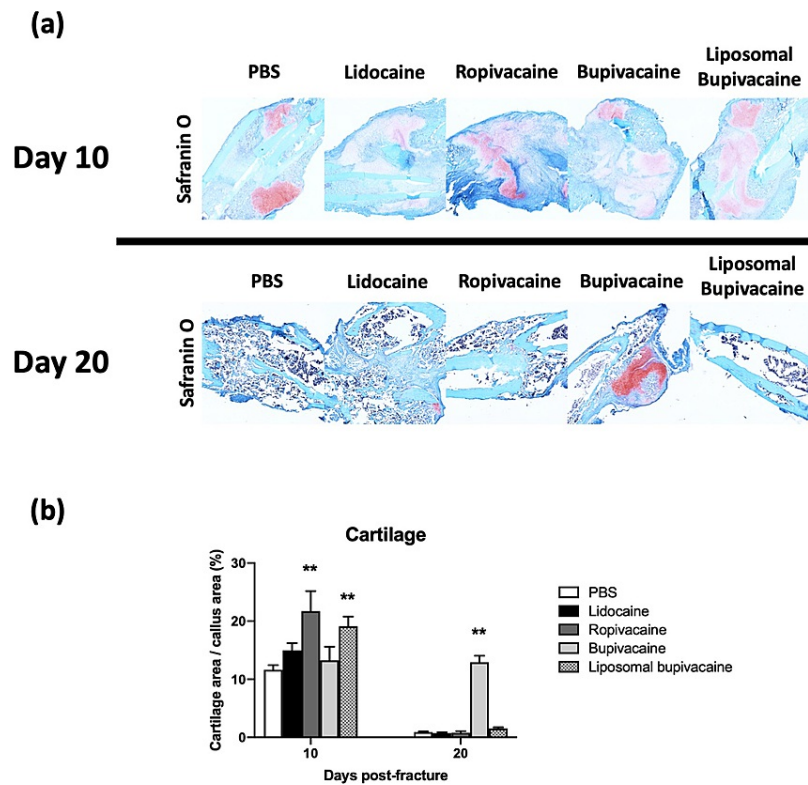 (a)
PBS
Lidocaine
Ropivacaine
Bupivacaine
Liposomal
Bupivacaine
Day 10
Safranin O
PBS
Lidocaine
Ropivacaine
Bupivacaine
Liposomal
Bupivacaine
Day 20
Safranin O
(b)
Cartilage
Cartilage area / callus area (%)
30
20
10
0
**
**
**
10
20
Days post-fracture
PBS
Lidocaine
Ropivacaine
Bupivacaine
Liposomal bupivacaine